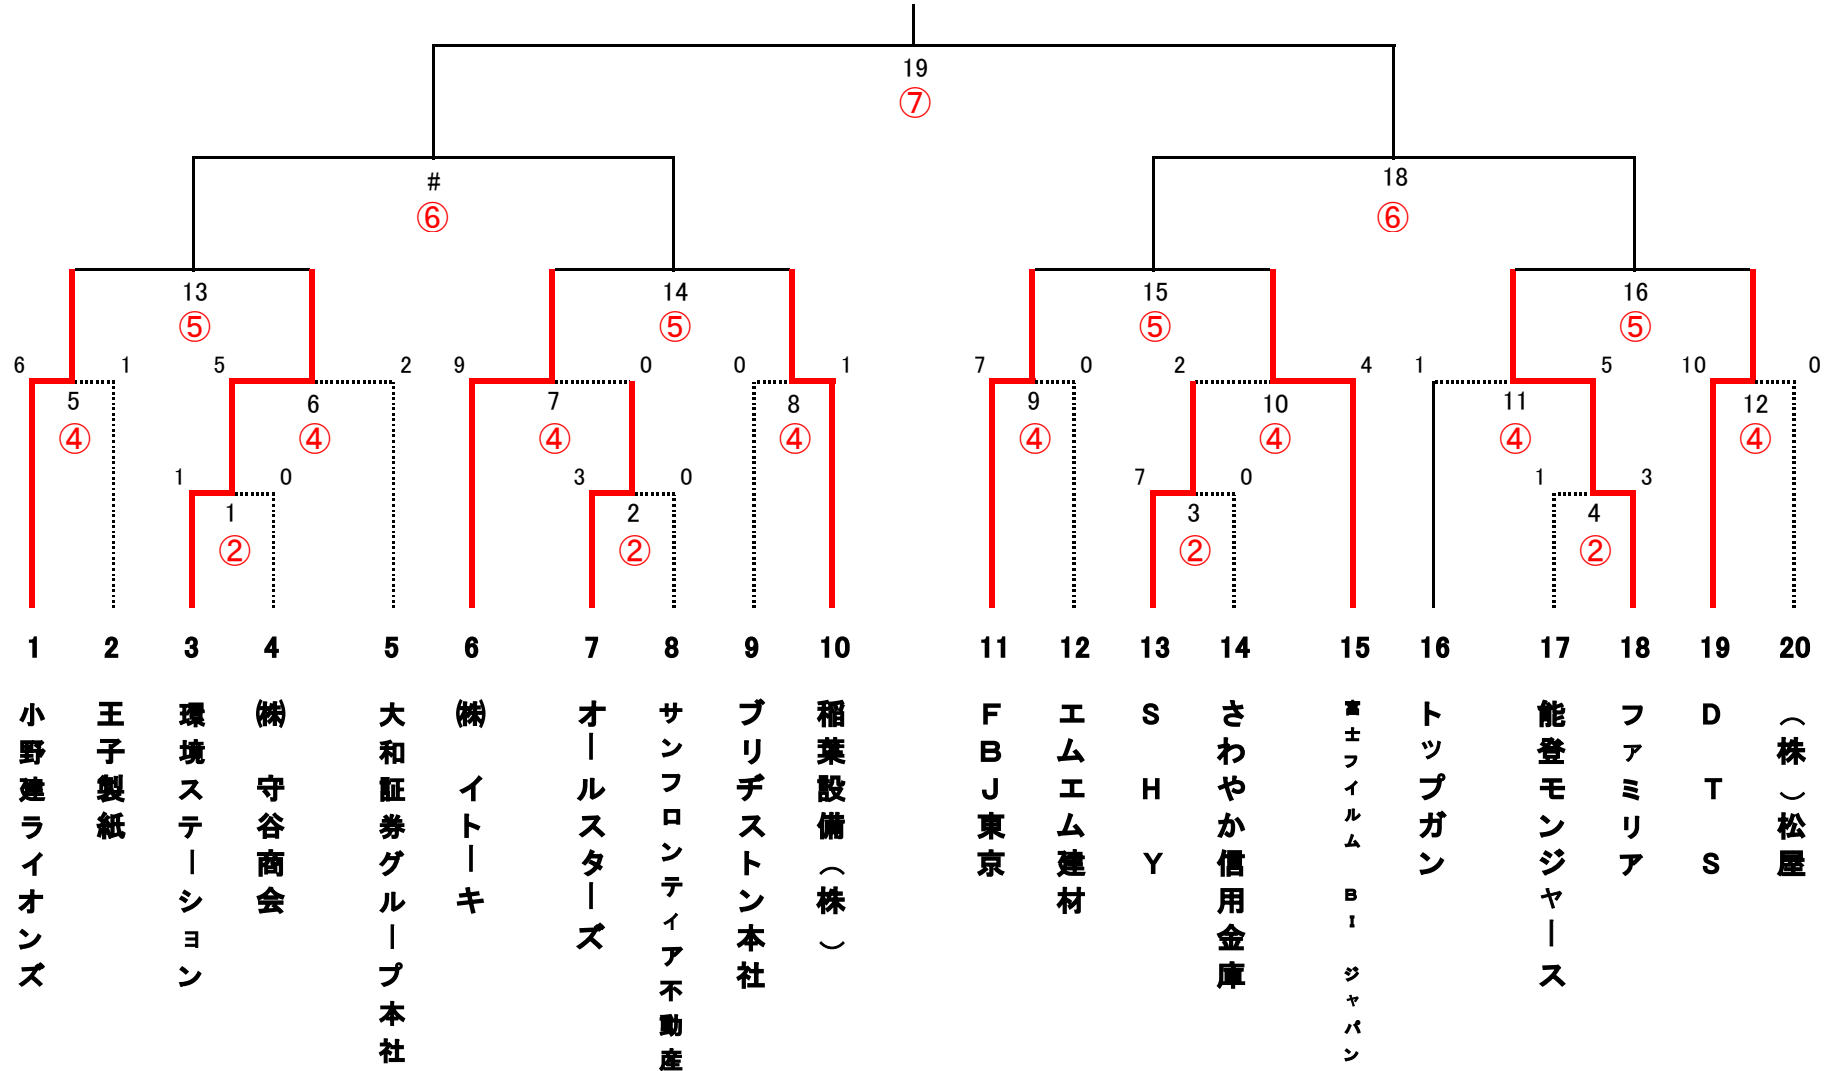 19
⑦
# 18
⑥ ⑥
13 14 15 16
⑤ ⑤ ⑤ ⑤
6 1 5 2 9 0 0 1 7 0 2 4 1 5 10 0
5 6 7 8 9 10 11 12
④ ④ ④ ④ ④ ④ ④ ④
1 0 3 0 7 0 1 3
1 2 3 4
② ② ② ②
1 2 3 4 5 6 7 8 9 10 11 12 13 14 15 16 17 18 19 20
小野建ライオンズ
王子製紙
環境ステーション
㈱ 守谷商会
大和証券グループ本社
㈱ イトーキ
オールスターズ
サンフロンティア不動産
ブリヂストン本社
稲葉設備(株)
FBJ東京
エムエム建材
S H Y
さわやか信用金庫
富士フイルム BI ジャパン
トップガン
能登モンジャース
ファミリア
D T S
(株)松屋